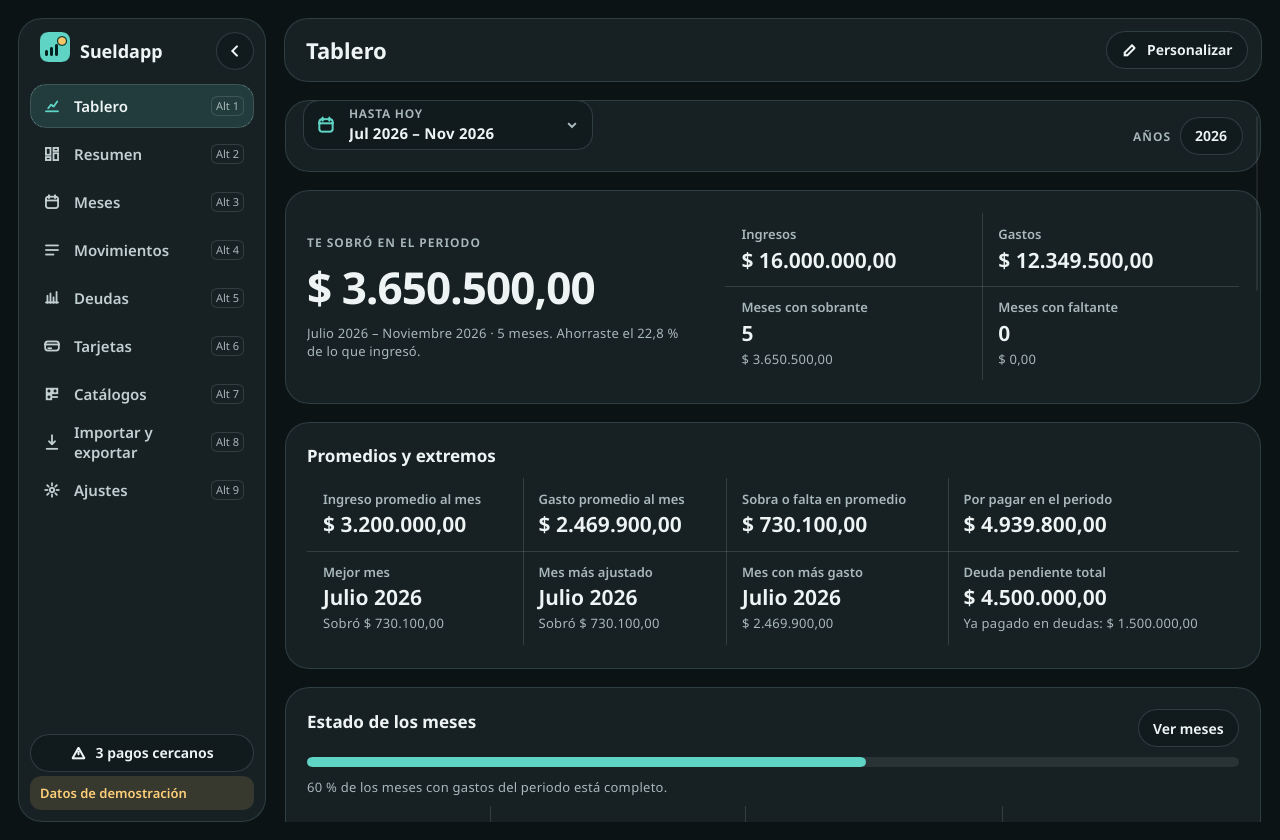 Sueldapp
Tablero Alt 1
Resumen Alt 2
Meses Alt 3
Movimientos Alt 4
Deudas Alt 5
Tarjetas Alt 6
Catálogos Alt 7
Importar y
exportar Alt 8
Ajustes Alt 9
3 pagos cercanos
Datos de demostración
Tablero
Personalizar
HASTA HOY
Jul 2026 – Nov 2026
AÑOS 2026
TE SOBRÓ EN EL PERIODO
$ 3.650.500,00
Julio 2026 – Noviembre 2026 · 5 meses. Ahorraste el 22,8 %
de lo que ingresó.
Ingresos
$ 16.000.000,00
Gastos
$ 12.349.500,00
Meses con sobrante
5
$ 3.650.500,00
Meses con faltante
0
$ 0,00
Promedios y extremos
Ingreso promedio al mes
$ 3.200.000,00
Gasto promedio al mes
$ 2.469.900,00
Sobra o falta en promedio
$ 730.100,00
Por pagar en el periodo
$ 4.939.800,00
Mejor mes
Julio 2026
Sobró $ 730.100,00
Mes más ajustado
Julio 2026
Sobró $ 730.100,00
Mes con más gasto
Julio 2026
$ 2.469.900,00
Deuda pendiente total
$ 4.500.000,00
Ya pagado en deudas: $ 1.500.000,00
Estado de los meses
Ver meses
60 % de los meses con gastos del periodo está completo.